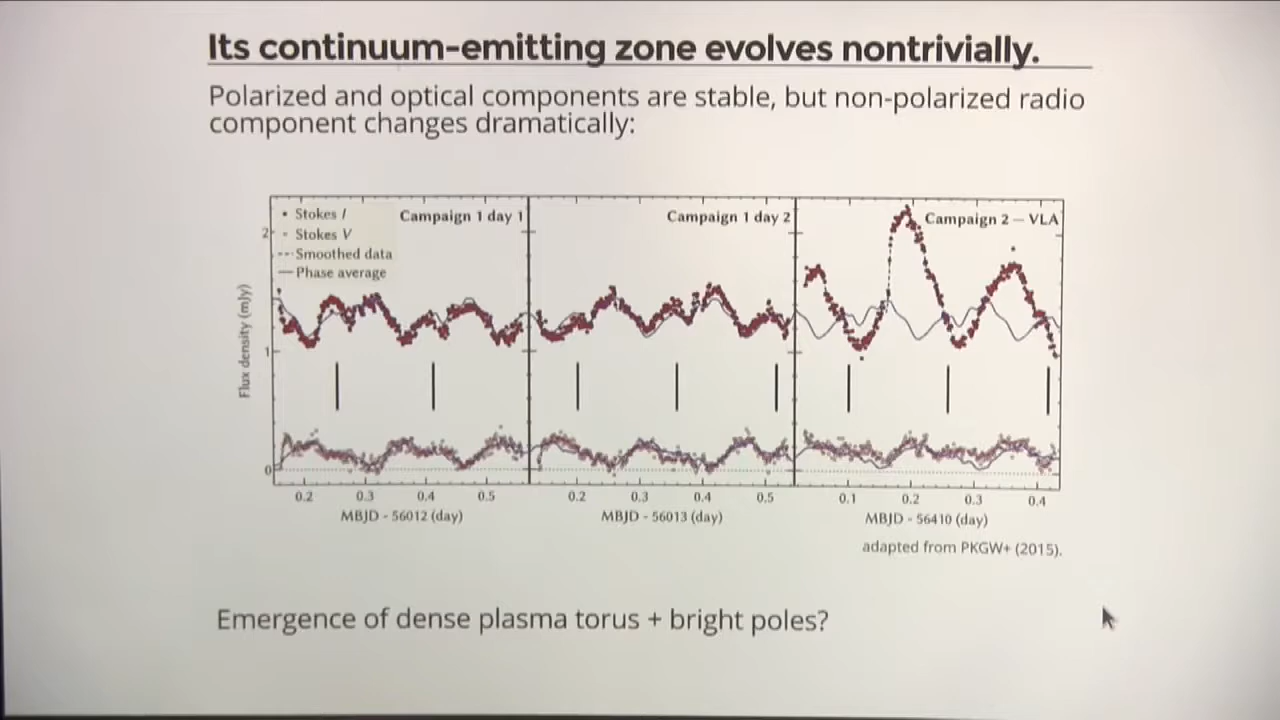 Its continuum-emitting zone evolves nontrivially.
Polarized and optical components are stable, but non-polarized radio
component changes dramatically:
Stokes I
Stokes V
Smoothed data
Phase average
Campaign 1 day 1
Campaign 1 day 2
Campaign 2 – VLA
Flux density (mJy)
2
1
0
0.2 0.3 0.4 0.5
0.2 0.3 0.4 0.5
0.1 0.2 0.3 0.4
MBJD - 56012 (day)
MBJD - 56013 (day)
MBJD - 56410 (day)
adapted from PKGW+ (2015).
Emergence of dense plasma torus + bright poles?